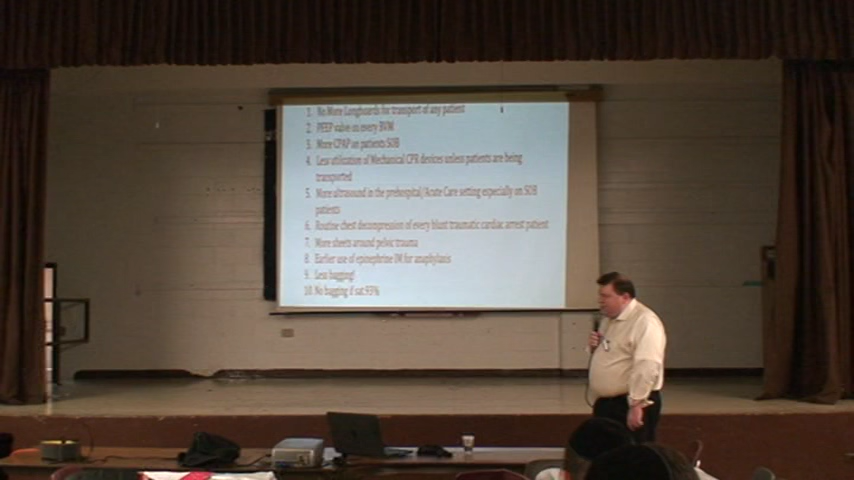 1. No More Longboards for transport of any patient
2. PEEP valve on every BVM
3. More CPAP on patients SOB
4. Less utilization of Mechanical CPR devices unless patients are being
transported
5. More ultrasound in the prehospital/Acute Care setting especially on SOB
patients
6. Routine chest decompression of every blunt traumatic cardiac arrest patient
7. More sheets around pelvic trauma
8. Earlier use of epinephrine IM for anaphylaxis
9. Less bagging!
10. No bagging if sat 93%